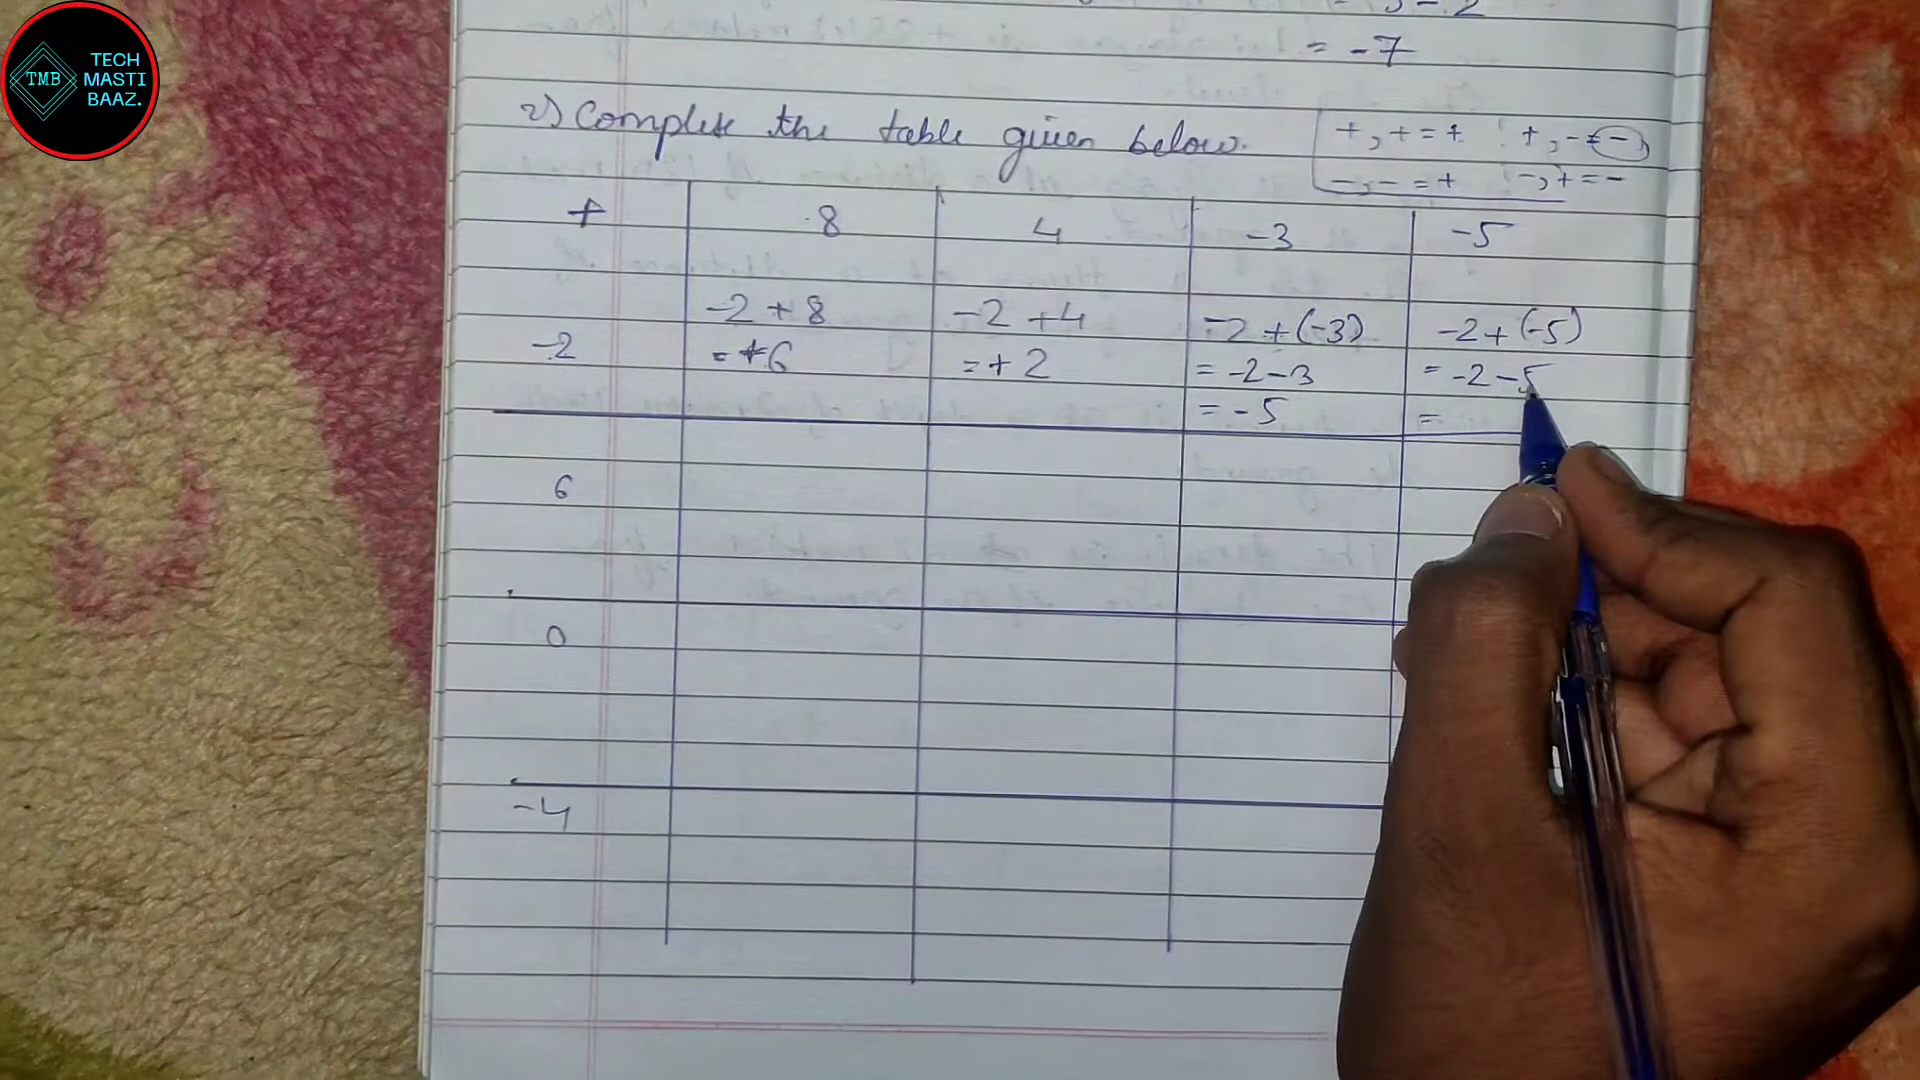 TMB
TECH
MASTI
BAAZ.
= -7
2) Complete the table given below.
+, + = + +, - = -
-, - = + -, + = -
+ 8 4 -3 -5
-2 + 8 -2 + 4 -2 + (-3) -2 + (-5)
-2 = +6 = + 2 = -2 - 3 = -2 - 5
= -5 =
6
0
-4